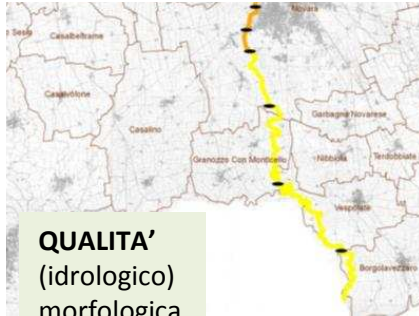 Novara
Casalbeltrame
Casalvolone
Casalino
Garbagna Novarese
Granozzo Con Monticello
Nibbiola
Terdobbiate
Vespolate
Borgolavezzaro
QUALITA’
(idrologico)
morfologica